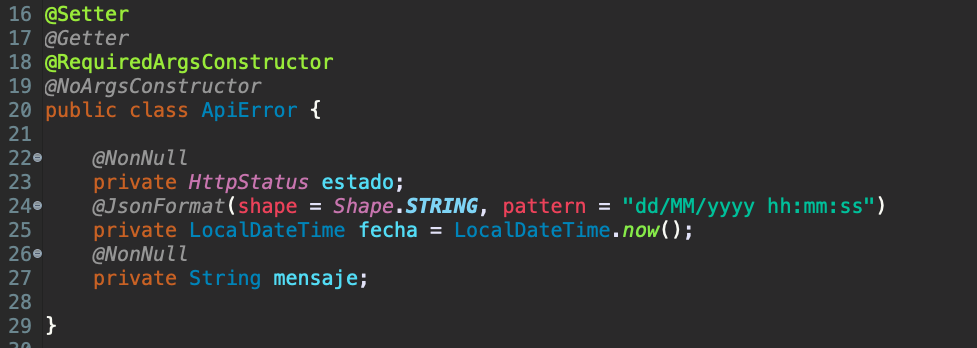 16 @Setter
17 @Getter
18 @RequiredArgsConstructor
19 @NoArgsConstructor
20 public class ApiError {
21
22 @NonNull
23 private HttpStatus estado;
24 @JsonFormat(shape = Shape.STRING, pattern = "dd/MM/yyyy hh:mm:ss")
25 private LocalDateTime fecha = LocalDateTime.now();
26 @NonNull
27 private String mensaje;
28
29 }
30